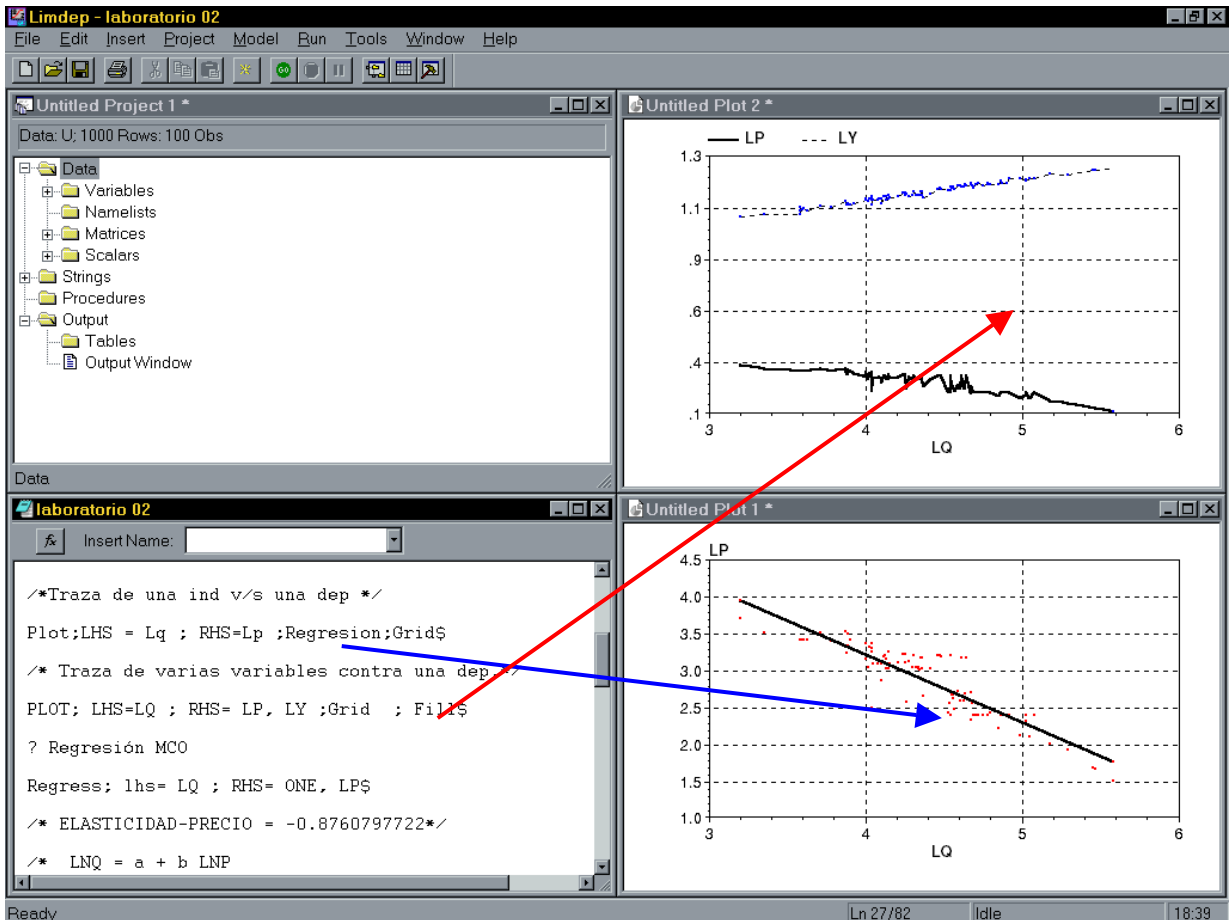 Limdep - laboratorio 02
File Edit Insert Project Model Run Tools Window Help
GO
Untitled Project 1 *
Data: U; 1000 Rows: 100 Obs
Data
Variables
Namelists
Matrices
Scalars
Strings
Procedures
Output
Tables
Output Window
Data
Untitled Plot 2 *
LP LY
1.3
1.1
.9
.6
.4
.1
3 4 5 6
LQ
laboratorio 02
fx Insert Name:
/*Traza de una ind v/s una dep */
Plot;LHS = Lq ; RHS=Lp ;Regresion;Grid$
/* Traza de varias variables contra una dep.*/
PLOT; LHS=LQ ; RHS= LP, LY ;Grid ; Fill$
? Regresión MCO
Regress; lhs= LQ ; RHS= ONE, LP$
/* ELASTICIDAD-PRECIO = -0.8760797722*/
/* LNQ = a + b LNP
Untitled Plot 1 *
LP
4.5
4.0
3.5
3.0
2.5
2.0
1.5
1.0
3 4 5 6
LQ
Ready Ln 27/82 Idle 18:39